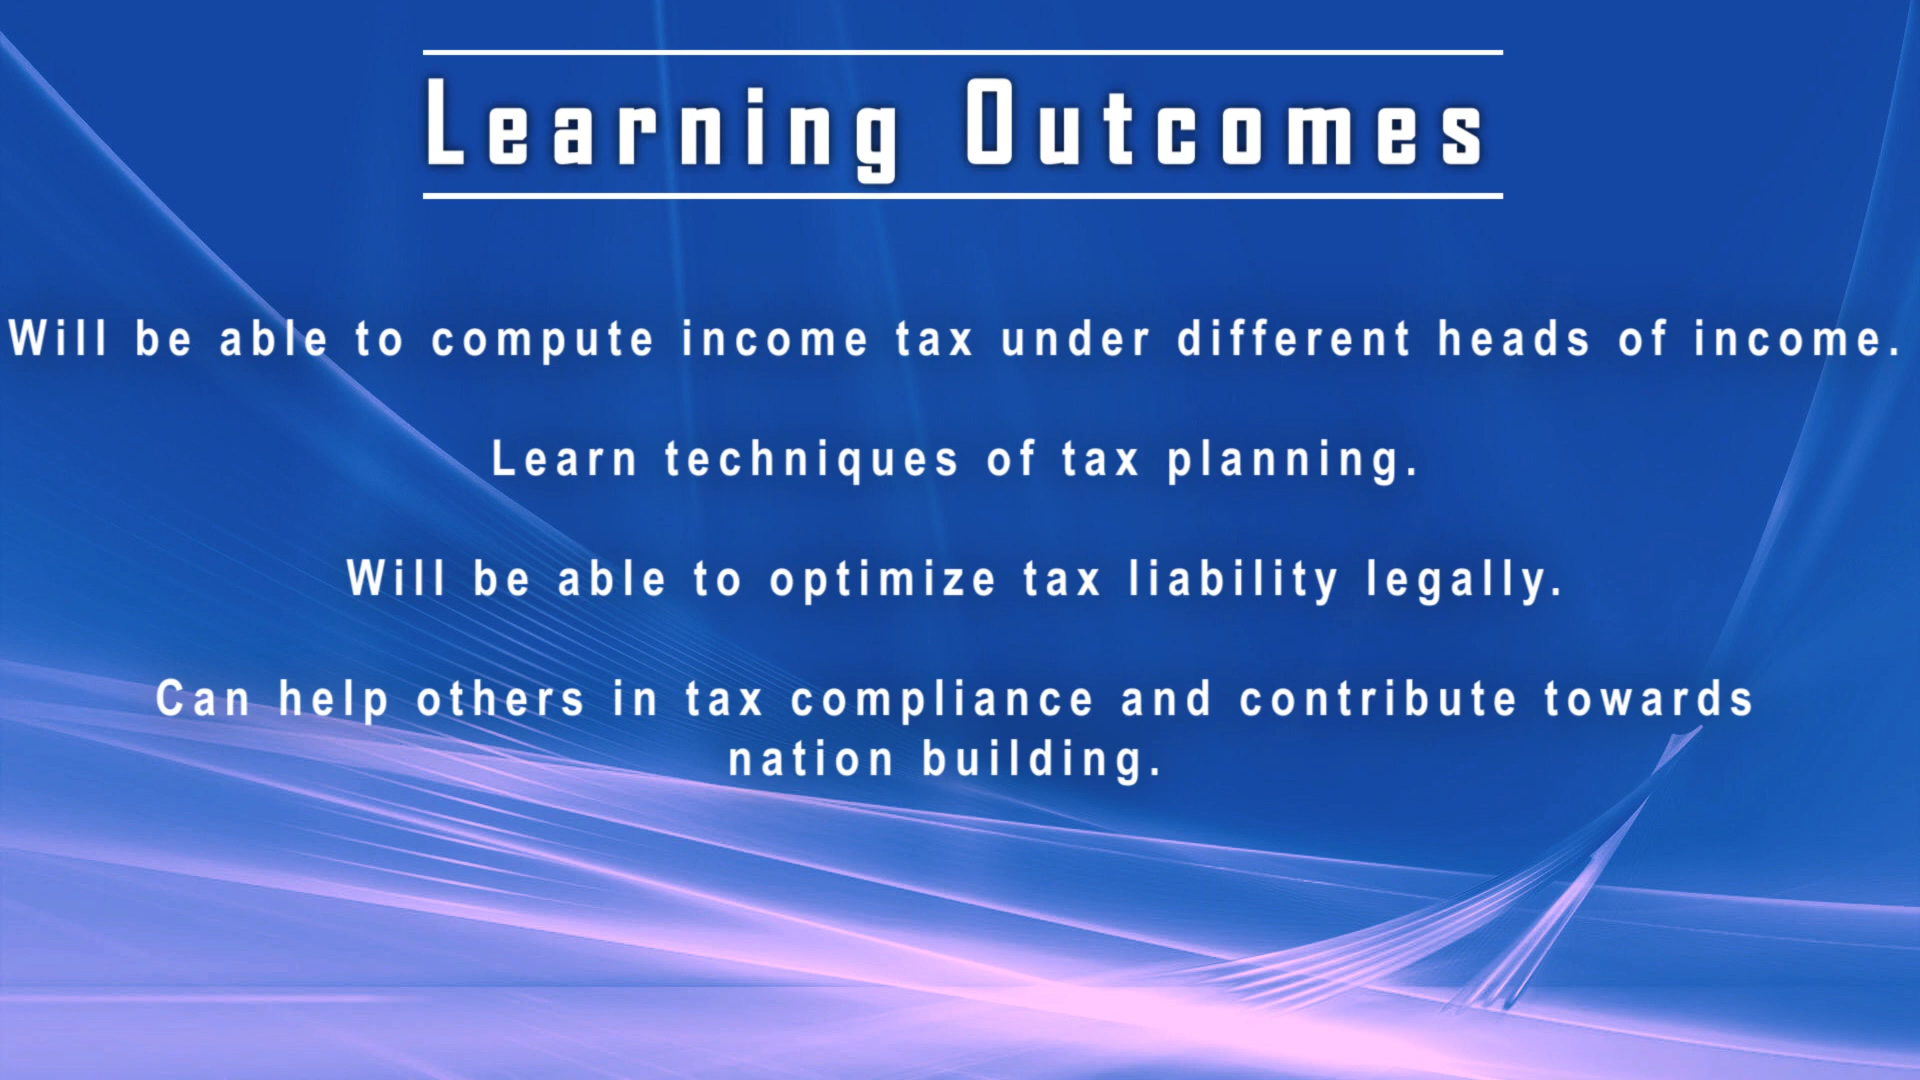 Learning Outcomes
Will be able to compute income tax under different heads of income.
Learn techniques of tax planning.
Will be able to optimize tax liability legally.
Can help others in tax compliance and contribute towards
nation building.